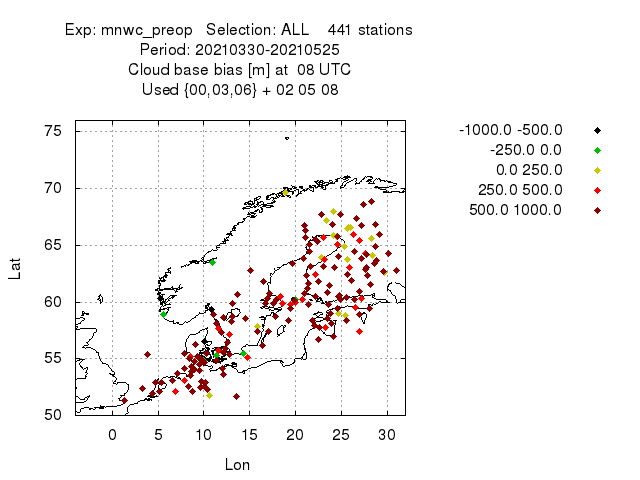 Exp: mnwc_preop   Selection: ALL    441 stations
Period: 20210330-20210525
Cloud base bias [m] at  08 UTC
Used {00,03,06} + 02 05 08
-1000.0 -500.0
-250.0 0.0
0.0 250.0
250.0 500.0
500.0 1000.0
Lat
75
70
65
60
55
50
0 5 10 15 20 25 30
Lon